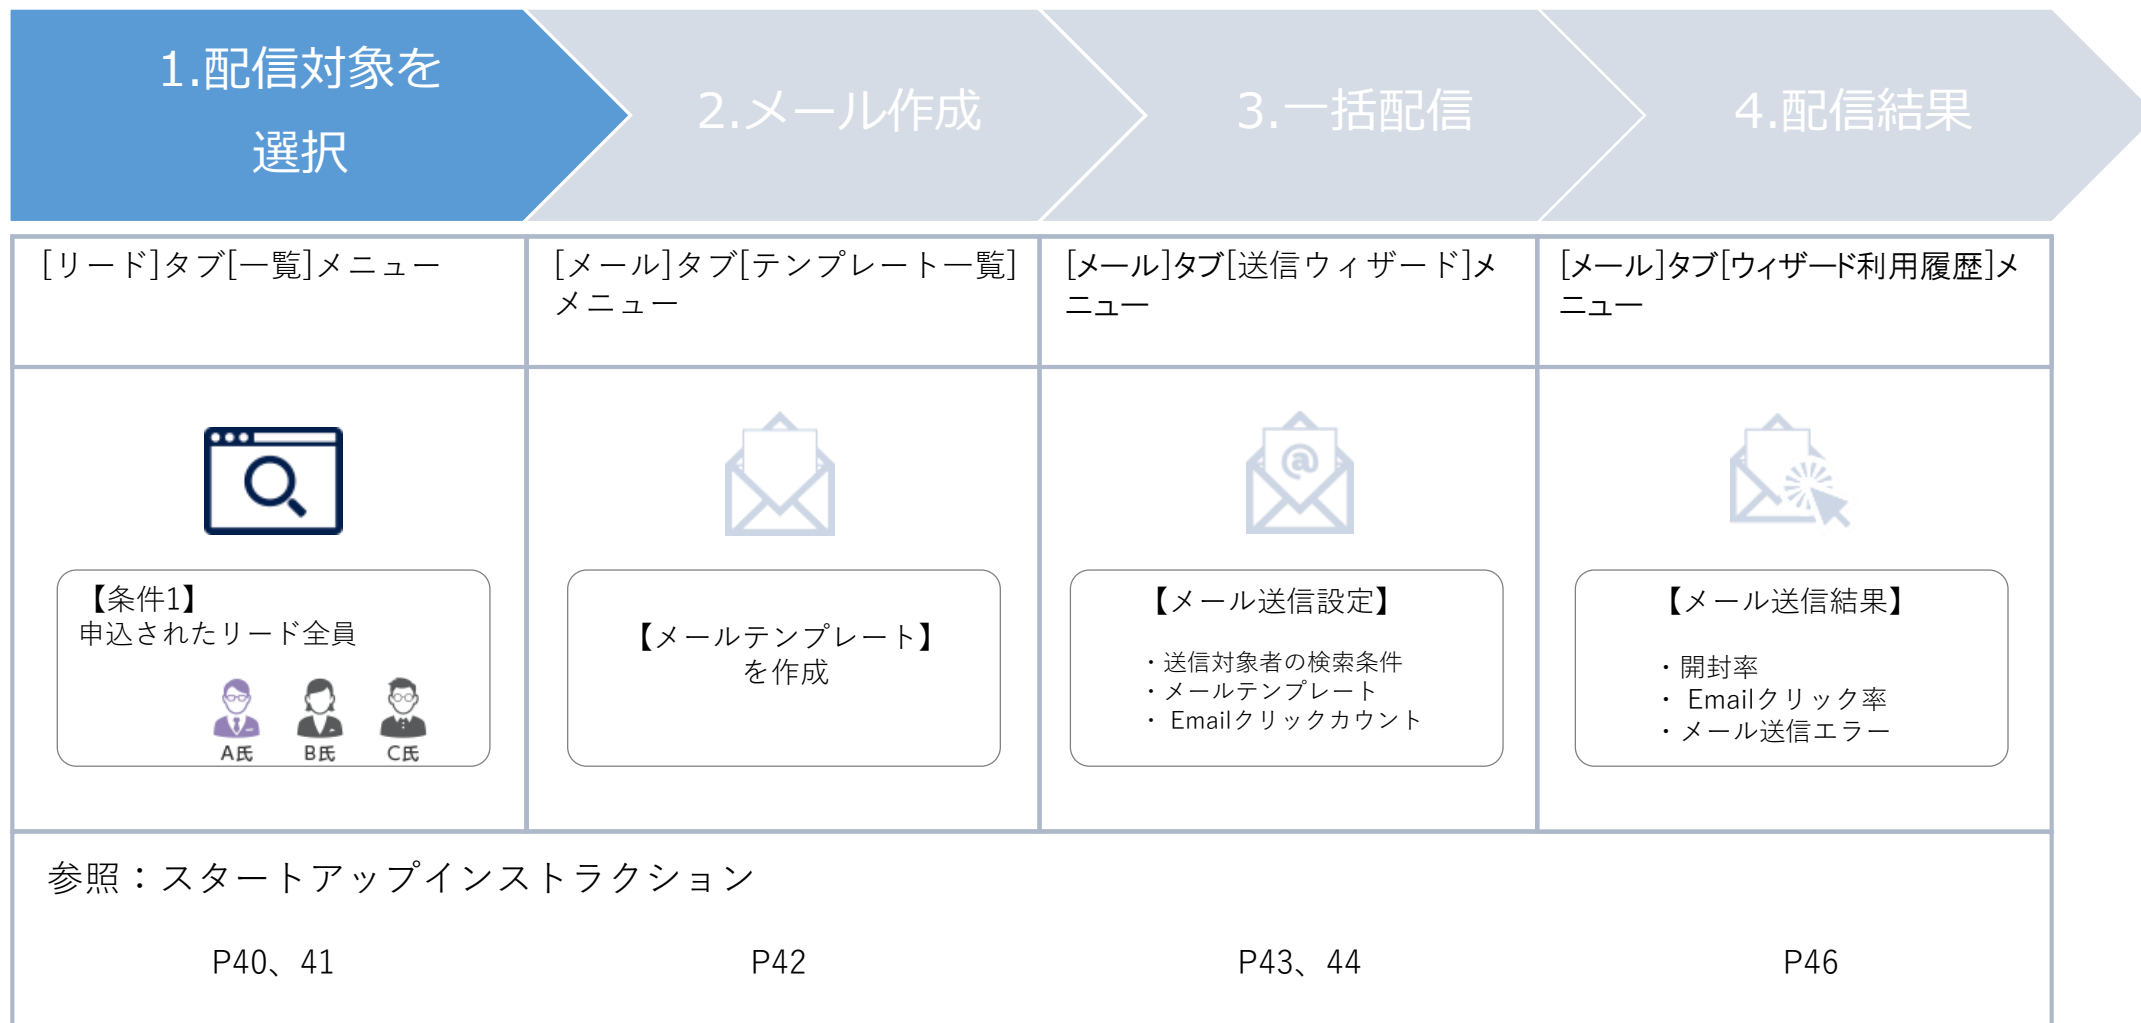 1.配信対象を
選択
2.メール作成
3.一括配信
4.配信結果
[リード]タブ[一覧]メニュー
[メール]タブ[テンプレート一覧]
メニュー
[メール]タブ[送信ウィザード]メ
ニュー
[メール]タブ[ウィザード利用履歴]メ
ニュー
@
【条件1】
申込されたリード全員
A氏
B氏
C氏
【メールテンプレート】
を作成
【メール送信設定】
・送信対象者の検索条件
・メールテンプレート
・ Emailクリックカウント
【メール送信結果】
・開封率
・ Emailクリック率
・メール送信エラー
参照：スタートアップインストラクション
P40、41
P42
P43、44
P46